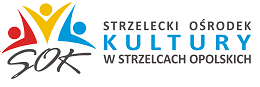 SOK
STRZELECKI OŚRODEK
KULTURY
W STRZELCACH OPOLSKICH